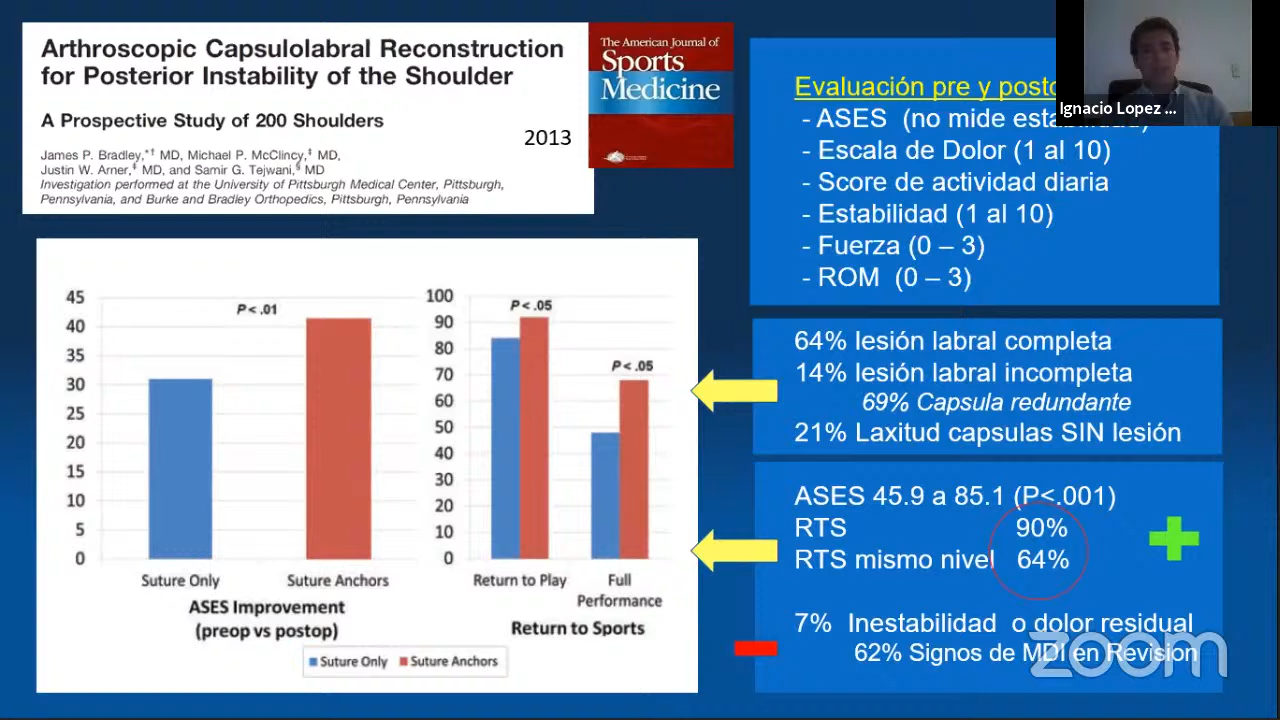 Arthroscopic Capsulolabral Reconstruction
for Posterior Instability of the Shoulder
A Prospective Study of 200 Shoulders
2013
James P. Bradley,*† MD, Michael P. McClincy,‡ MD,
Justin W. Arner,‡ MD, and Samir G. Tejwani,§ MD
Investigation performed at the University of Pittsburgh Medical Center, Pittsburgh,
Pennsylvania, and Burke and Bradley Orthopedics, Pittsburgh, Pennsylvania
The American Journal of
Sports
Medicine
Ignacio Lopez ...
Evaluación pre y posto
- ASES (no mide
- Escala de Dolor (1 al 10)
- Score de actividad diaria
- Estabilidad (1 al 10)
- Fuerza (0 – 3)
- ROM (0 – 3)
45
40
35
30
25
20
15
10
5
0
P < .01
Suture Only
Suture Anchors
ASES Improvement
(preop vs postop)
100
90
80
70
60
50
40
30
20
10
0
P < .05
P < .05
Return to Play
Full
Performance
Return to Sports
Suture Only
Suture Anchors
64% lesión labral completa
14% lesión labral incompleta
69% Capsula redundante
21% Laxitud capsulas SIN lesión
ASES 45.9 a 85.1 (P<.001)
RTS 90%
RTS mismo nivel 64%
7% Inestabilidad o dolor residual
62% Signos de MDI en Revision
zoom